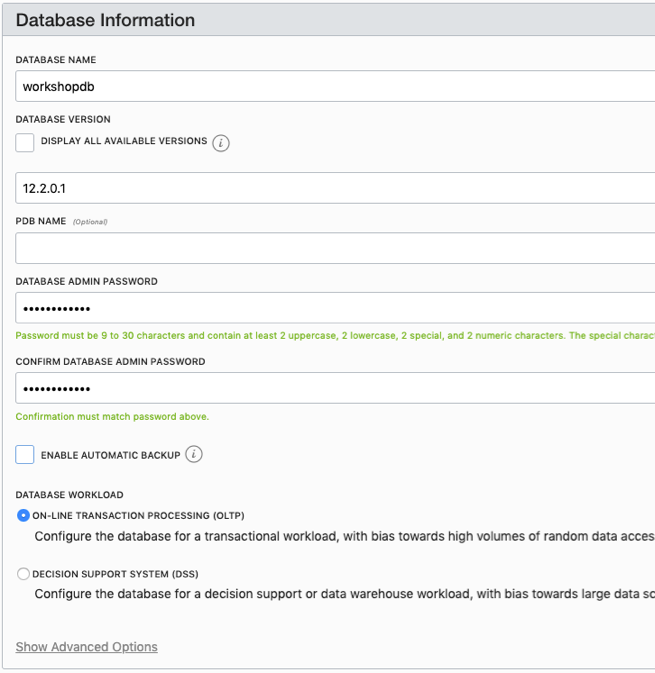 Database Information
DATABASE NAME
workshopdb
DATABASE VERSION
DISPLAY ALL AVAILABLE VERSIONS i
12.2.0.1
PDB NAME (Optional)
DATABASE ADMIN PASSWORD
••••••••••••
Password must be 9 to 30 characters and contain at least 2 uppercase, 2 lowercase, 2 special, and 2 numeric characters. The special
CONFIRM DATABASE ADMIN PASSWORD
••••••••••••
Confirmation must match password above.
ENABLE AUTOMATIC BACKUP i
DATABASE WORKLOAD
ON-LINE TRANSACTION PROCESSING (OLTP)
Configure the database for a transactional workload, with bias towards high volumes of random data
DECISION SUPPORT SYSTEM (DSS)
Configure the database for a decision support or data warehouse workload, with bias towards large data
Show Advanced Options